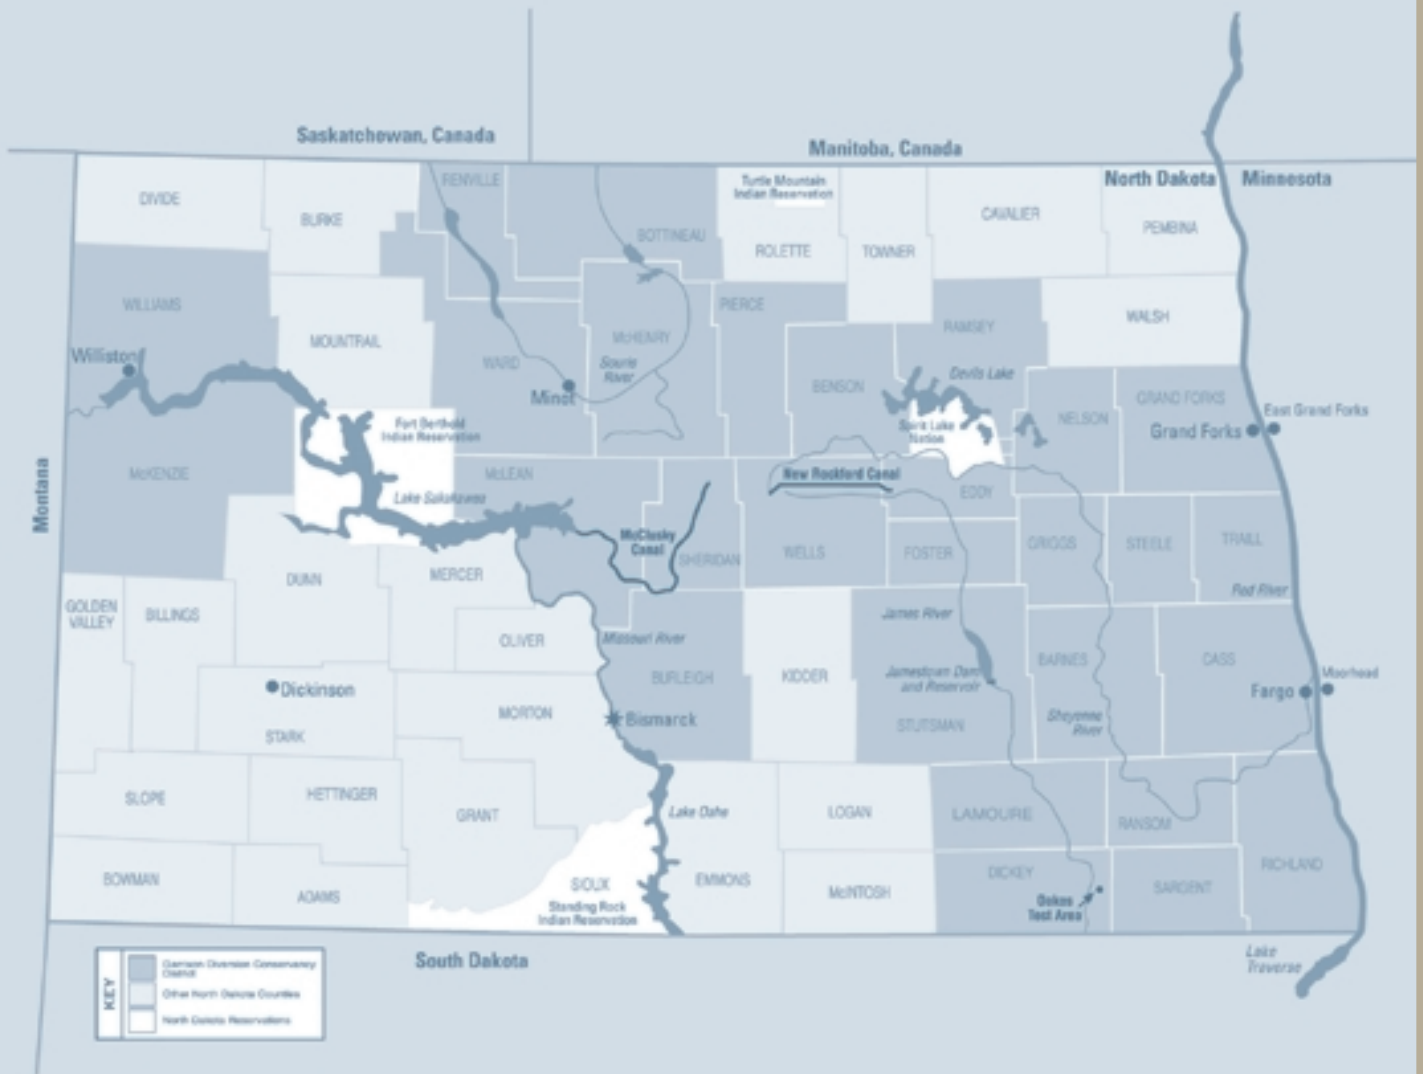 Saskatchewan, Canada
Manitoba, Canada
North Dakota
Minnesota
Montana
South Dakota
DIVIDE
BURKE
RENVILLE
BOTTINEAU
Turtle Mountain
Indian Reservation
ROLETTE
TOWNER
CAVALIER
PEMBINA
WILLIAMS
Williston
MOUNTRAIL
WARD
Minot
McHENRY
Souris
River
PIERCE
BENSON
RAMSEY
Devils Lake
Spirit Lake
Nation
WALSH
NELSON
GRAND FORKS
Grand Forks
East Grand Forks
McKENZIE
Fort Berthold
Indian Reservation
Lake Sakakawea
McLEAN
McClusky
Canal
SHERIDAN
New Rockford Canal
WELLS
EDDY
FOSTER
GRIGGS
STEELE
TRAILL
Red River
GOLDEN
VALLEY
BILLINGS
DUNN
MERCER
OLIVER
Missouri River
BURLEIGH
KIDDER
James River
Jamestown Dam
and Reservoir
STUTSMAN
BARNES
Sheyenne
River
CASS
Fargo
Moorhead
Dickinson
STARK
MORTON
Bismarck
SLOPE
HETTINGER
GRANT
Lake Oahe
LOGAN
LAMOURE
RANSOM
RICHLAND
BOWMAN
ADAMS
SIOUX
Standing Rock
Indian Reservation
EMMONS
McINTOSH
DICKEY
Oakes
Test Area
SARGENT
Lake
Traverse
KEY
Garrison Diversion Conservancy
District
Other North Dakota Counties
North Dakota Reservations